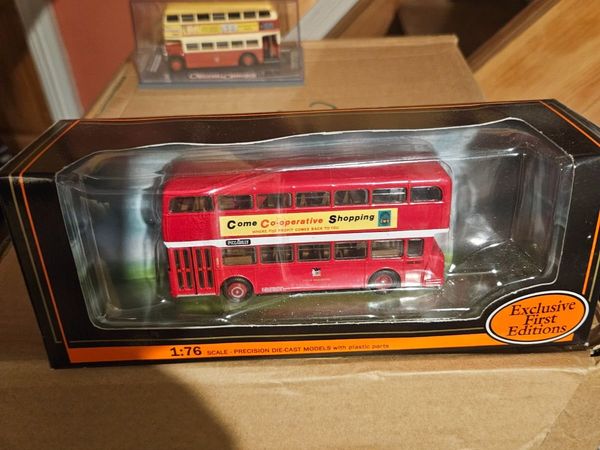 Come Co-operative Shopping
WHERE THE PROFIT COMES BACK TO YOU
PICCADILLY
Exclusive
First
Editions
1:76 SCALE - PRECISION DIE-CAST MODELS with plastic parts